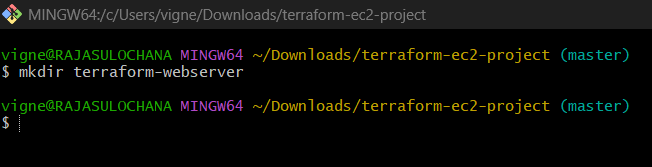 MINGW64:/c/Users/vigne/Downloads/terraform-ec2-project
vigne@RAJASULOCHANA MINGW64 ~/Downloads/terraform-ec2-project (master)
$ mkdir terraform-webserver
vigne@RAJASULOCHANA MINGW64 ~/Downloads/terraform-ec2-project (master)
$